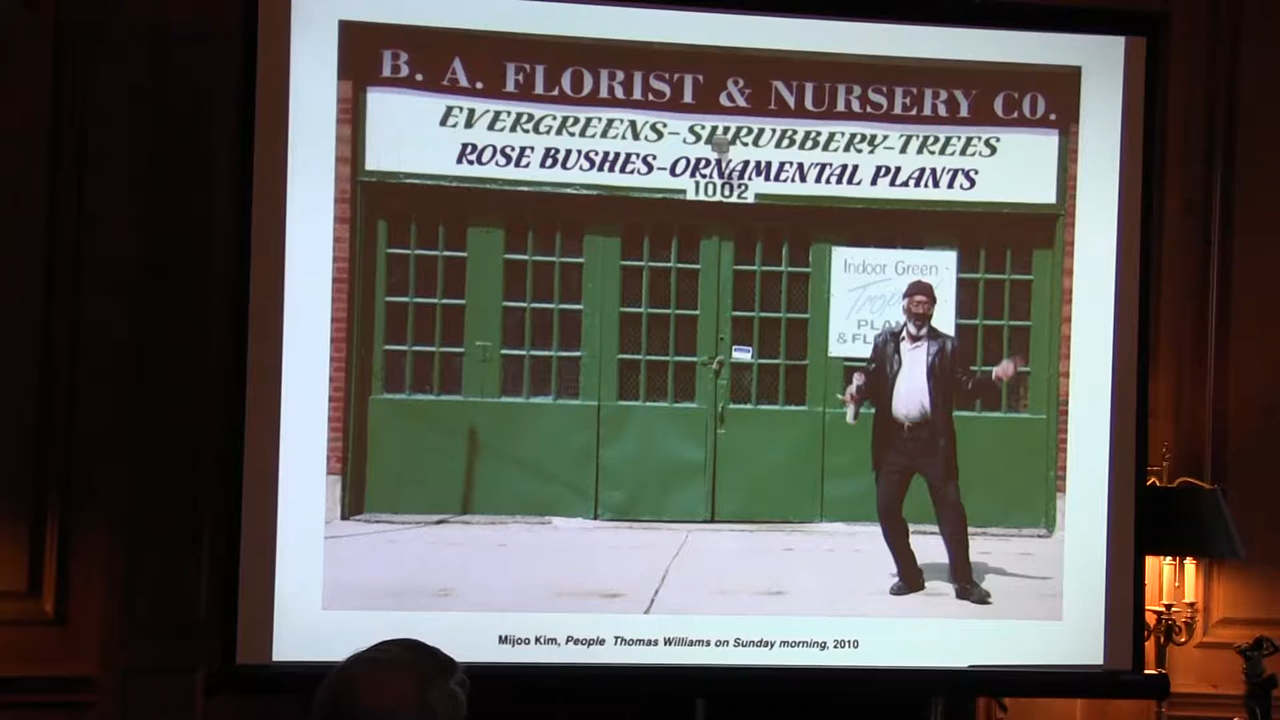 B. A. FLORIST & NURSERY CO.
EVERGREENS-SHRUBBERY-TREES
ROSE BUSHES-ORNAMENTAL PLANTS
1002
Indoor Green
Mijoo Kim, People Thomas Williams on Sunday morning, 2010